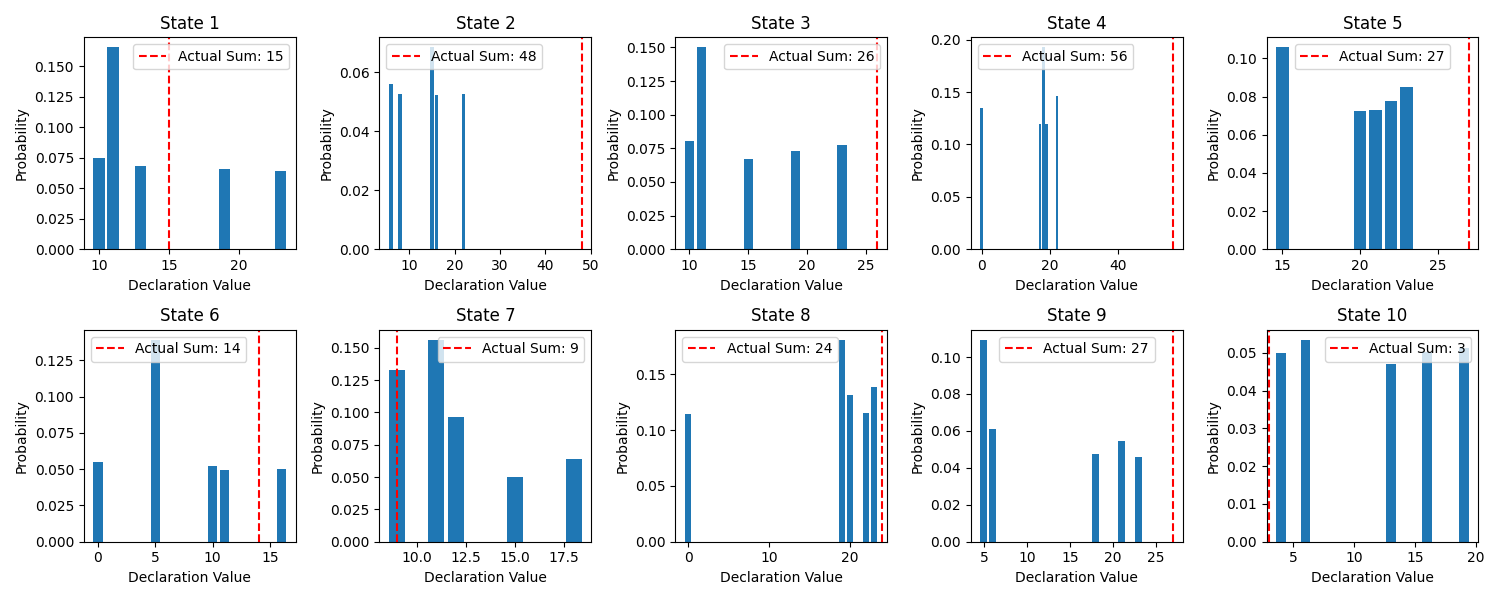 State 1
State 2
State 3
State 4
State 5
Probability
0.150
0.125
0.100
0.075
0.050
0.025
0.000
10
15
20
Declaration Value
Actual Sum: 15
Probability
0.06
0.04
0.02
0.00
10
20
30
40
50
Declaration Value
Actual Sum: 48
Probability
0.150
0.125
0.100
0.075
0.050
0.025
0.000
10
15
20
25
Declaration Value
Actual Sum: 26
Probability
0.20
0.15
0.10
0.05
0.00
0
20
40
Declaration Value
Actual Sum: 56
Probability
0.10
0.08
0.06
0.04
0.02
0.00
15
20
25
Declaration Value
Actual Sum: 27
State 6
State 7
State 8
State 9
State 10
Probability
0.125
0.100
0.075
0.050
0.025
0.000
0
5
10
15
Declaration Value
Actual Sum: 14
Probability
0.150
0.125
0.100
0.075
0.050
0.025
0.000
10.0
12.5
15.0
17.5
Declaration Value
Actual Sum: 9
Probability
0.15
0.10
0.05
0.00
0
10
20
Declaration Value
Actual Sum: 24
Probability
0.10
0.08
0.06
0.04
0.02
0.00
5
10
15
20
25
Declaration Value
Actual Sum: 27
Probability
0.05
0.04
0.03
0.02
0.01
0.00
5
10
15
20
Declaration Value
Actual Sum: 3